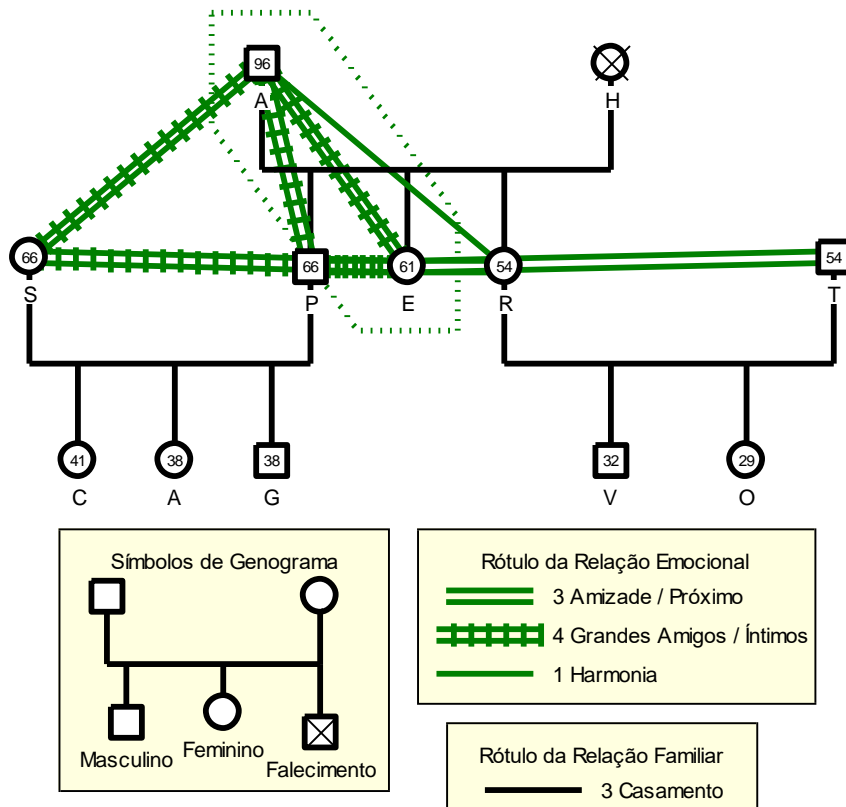 96
A
H
66
66
61
54
54
S
P
E
R
T
41
38
38
32
29
C
A
G
V
O
Símbolos de Genograma
Masculino
Feminino
Falecimento
Rótulo da Relação Emocional
3 Amizade / Próximo
4 Grandes Amigos / Íntimos
1 Harmonia
Rótulo da Relação Familiar
3 Casamento